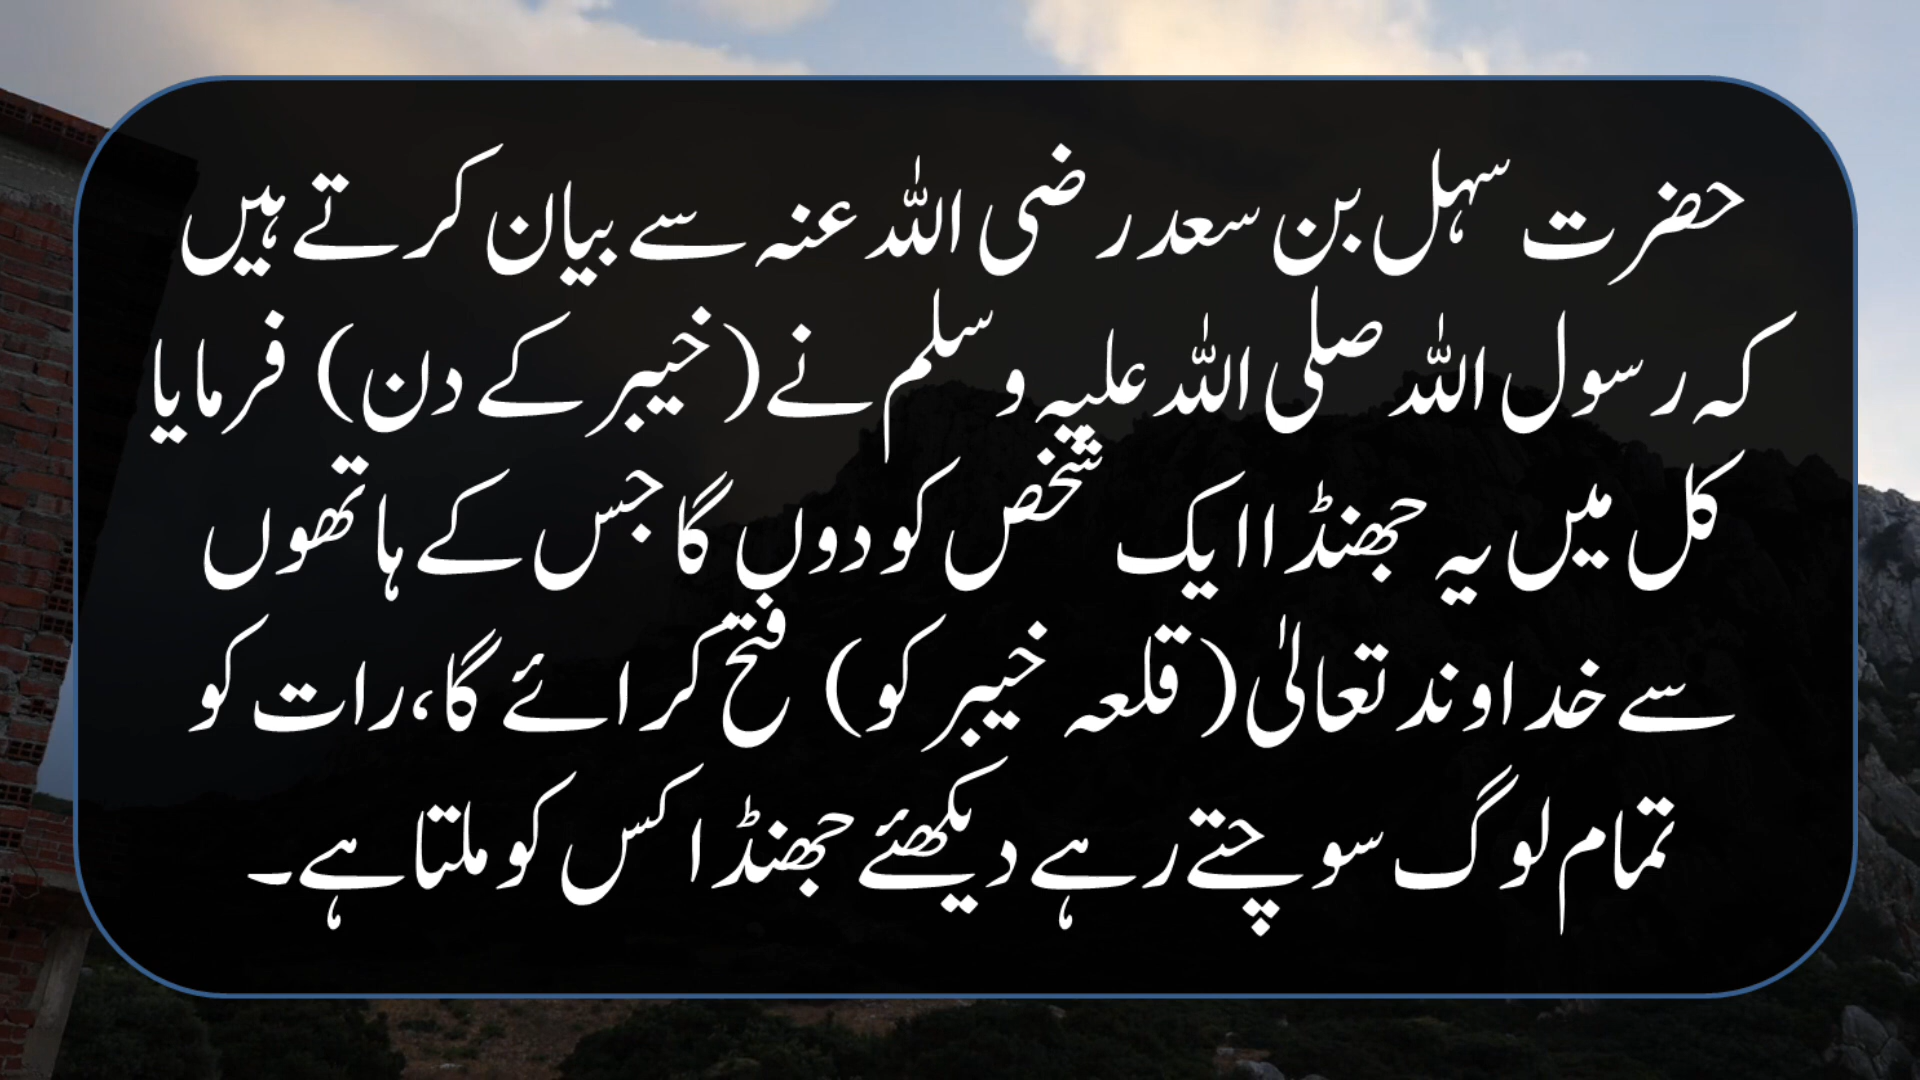 حضرت سہل بن سعد رضی اللہ عنہ سے بیان کرتے ہیں
کہ رسول اللہ صلی اللہ علیہ وسلم نے (خیبر کے دن) فرمایا
کل میں یہ جھنڈا ایک شخص کو دوں گا جس کے ہاتھوں
سے خداوند تعالیٰ (قلعہ خیبر کو) فتح کرائے گا، رات کو
تمام لوگ سوچتے رہے دیکھئے جھنڈا کس کو ملتا ہے۔